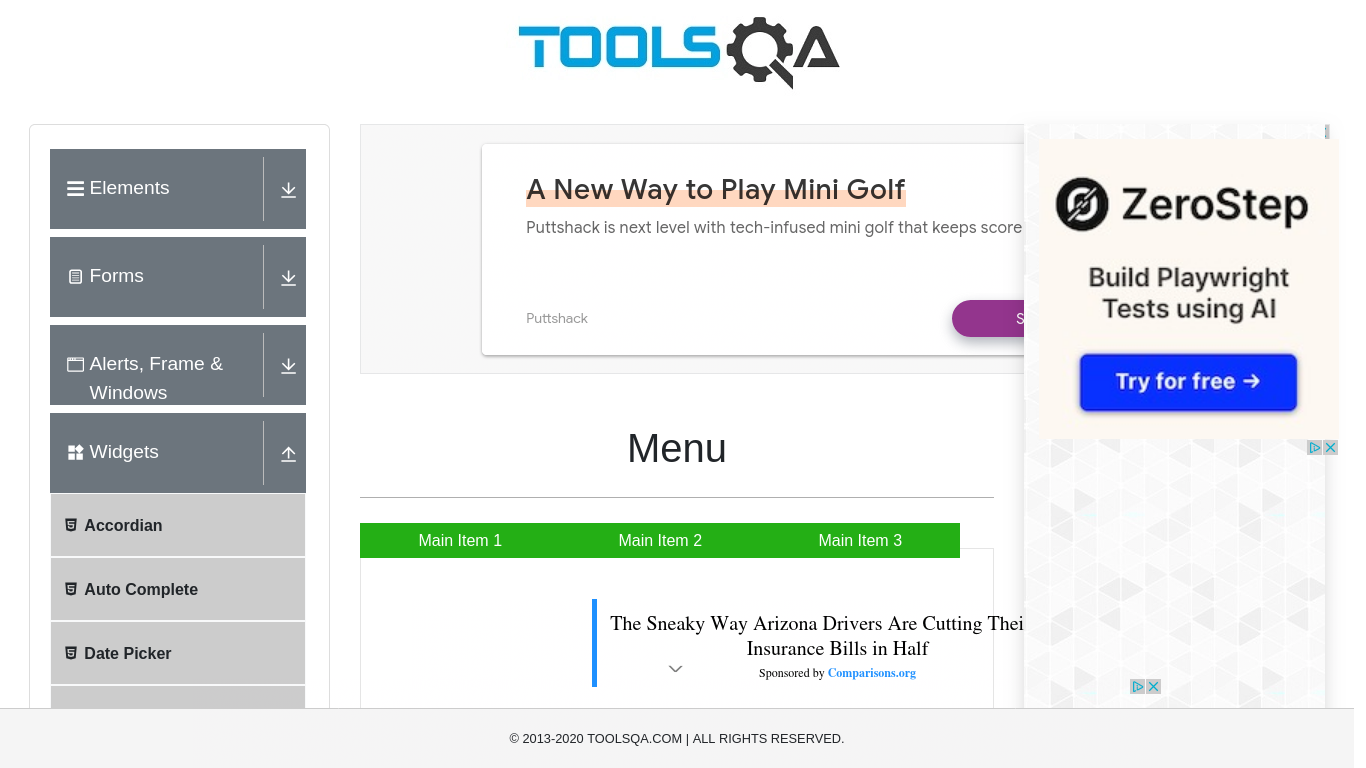 TOOLSQA
Elements
Forms
Alerts, Frame &
Windows
Widgets
Accordian
Auto Complete
Date Picker
A New Way to Play Mini Golf
Puttshack is next level with tech-infused mini golf that keeps score
Puttshack
S
ZeroStep
Build Playwright
Tests using AI
Try for free →
Menu
Main Item 1
Main Item 2
Main Item 3
The Sneaky Way Arizona Drivers Are Cutting Thei
Insurance Bills in Half
Sponsored by Comparisons.org
© 2013-2020 TOOLSQA.COM | ALL RIGHTS RESERVED.